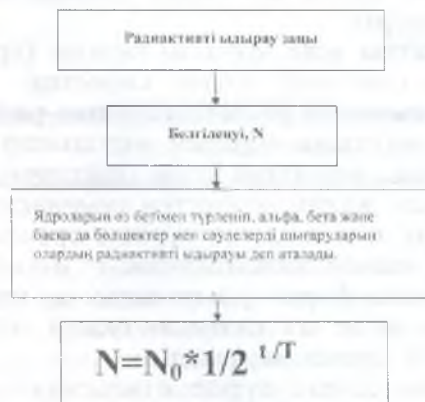 Радиактивті ыдырау заңы
Белгіленуі, N
Ядролардың өз бетімен түрленіп, альфа, бета және
басқа да бөлшектер мен сәулелерді шығаруларын
олардың радиактивті ыдырауы деп аталады.
N=N₀*1/2 ᵗ/ᵀ